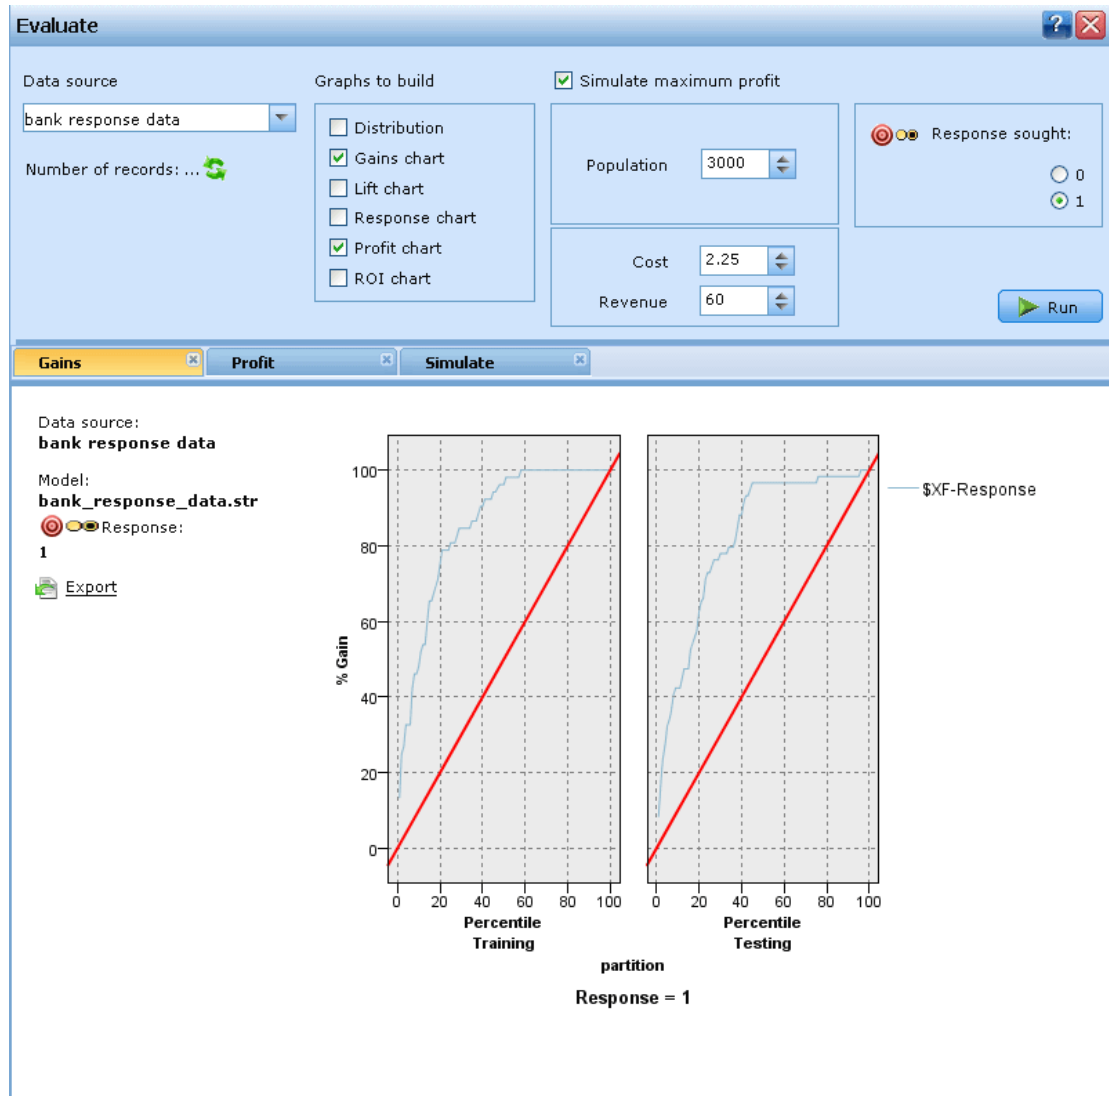 Evaluate
?
Data source
bank response data
Number of records: ...
Graphs to build
Distribution
Gains chart
Lift chart
Response chart
Profit chart
ROI chart
Simulate maximum profit
Population 3000
Cost 2.25
Revenue 60
Response sought:
0
1
Run
Gains Profit Simulate
Data source:
bank response data
Model:
bank_response_data.str
Response:
1
Export
% Gain
100
80
60
40
20
0
0 20 40 60 80 100
Percentile
Training
0 20 40 60 80 100
Percentile
Testing
$XF-Response
partition
Response = 1